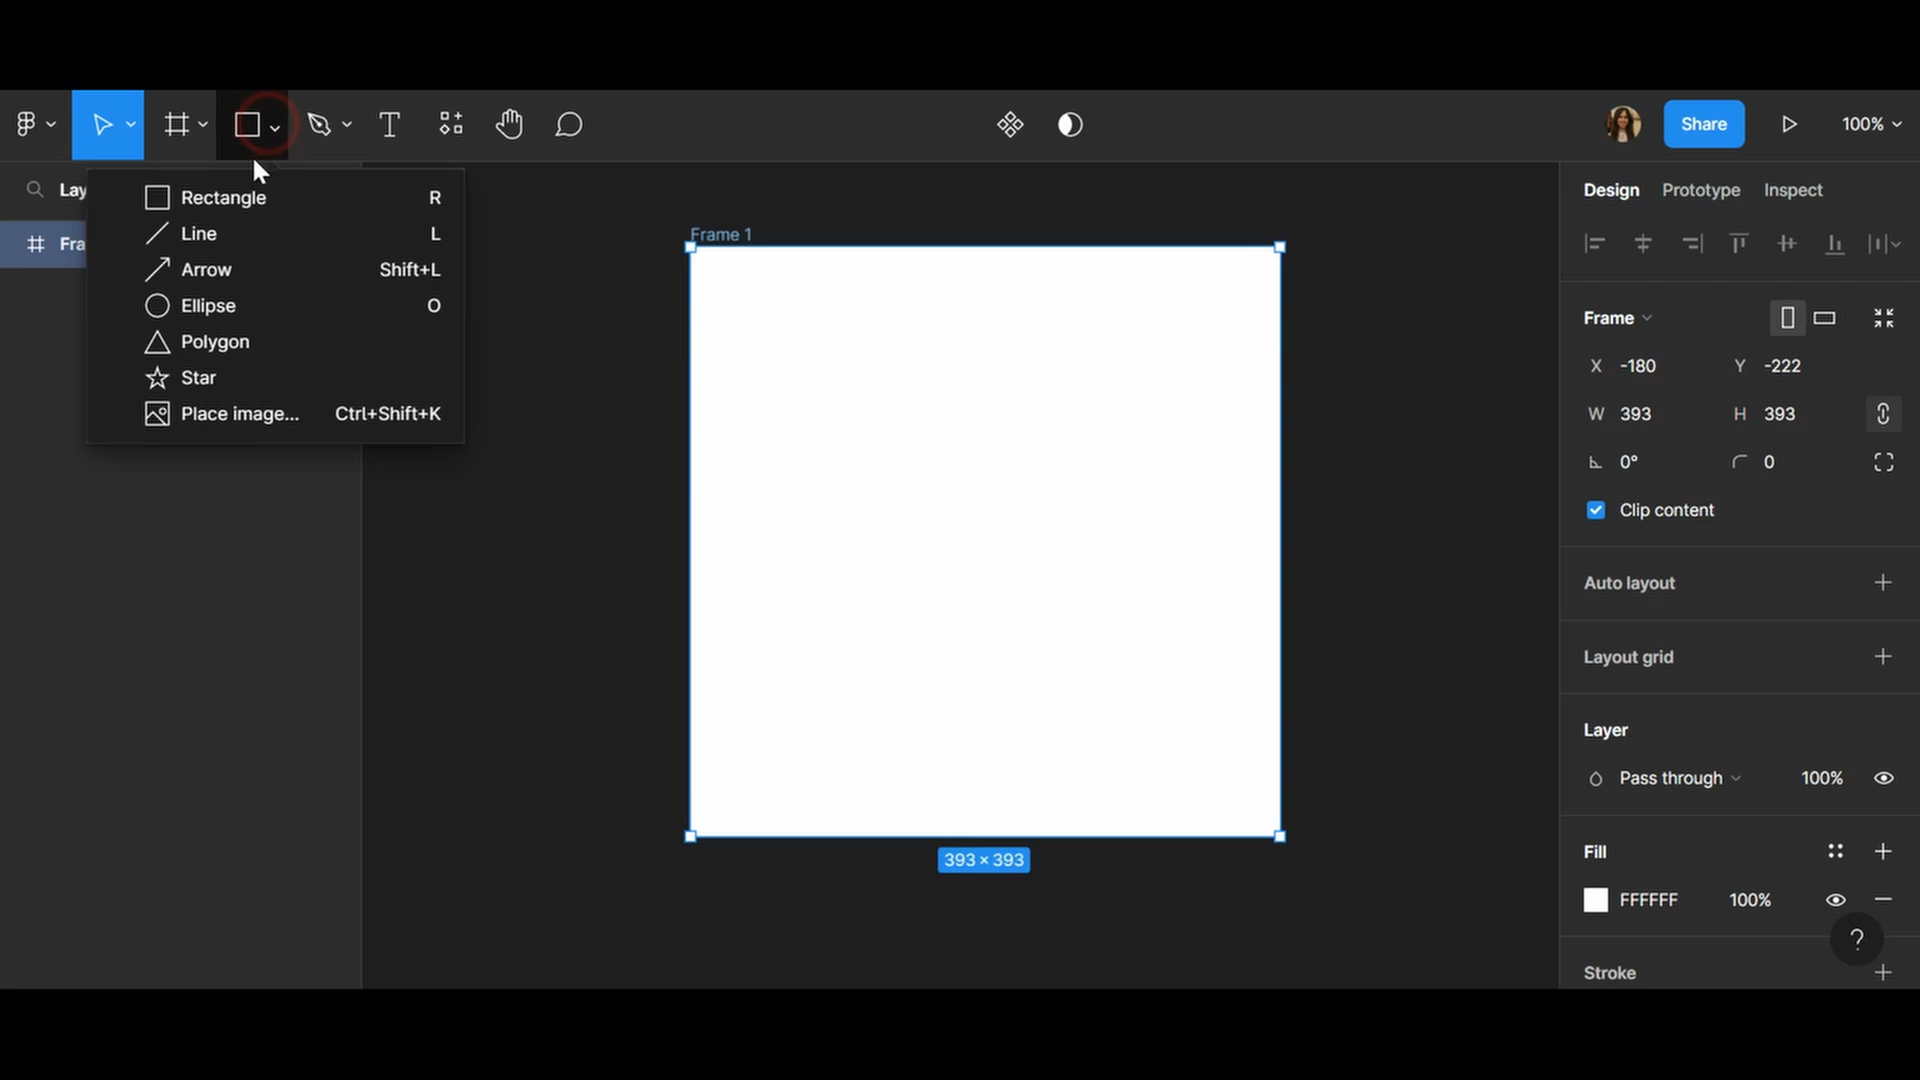 Share
100%
Lay
Fra
Rectangle R
Line L
Arrow Shift+L
Ellipse O
Polygon
Star
Place image... Ctrl+Shift+K
Frame 1
393 × 393
Design Prototype Inspect
Frame
X -180 Y -222
W 393 H 393
0° 0
Clip content
Auto layout
Layout grid
Layer
Pass through 100%
Fill
FFFFFF 100%
?
Stroke